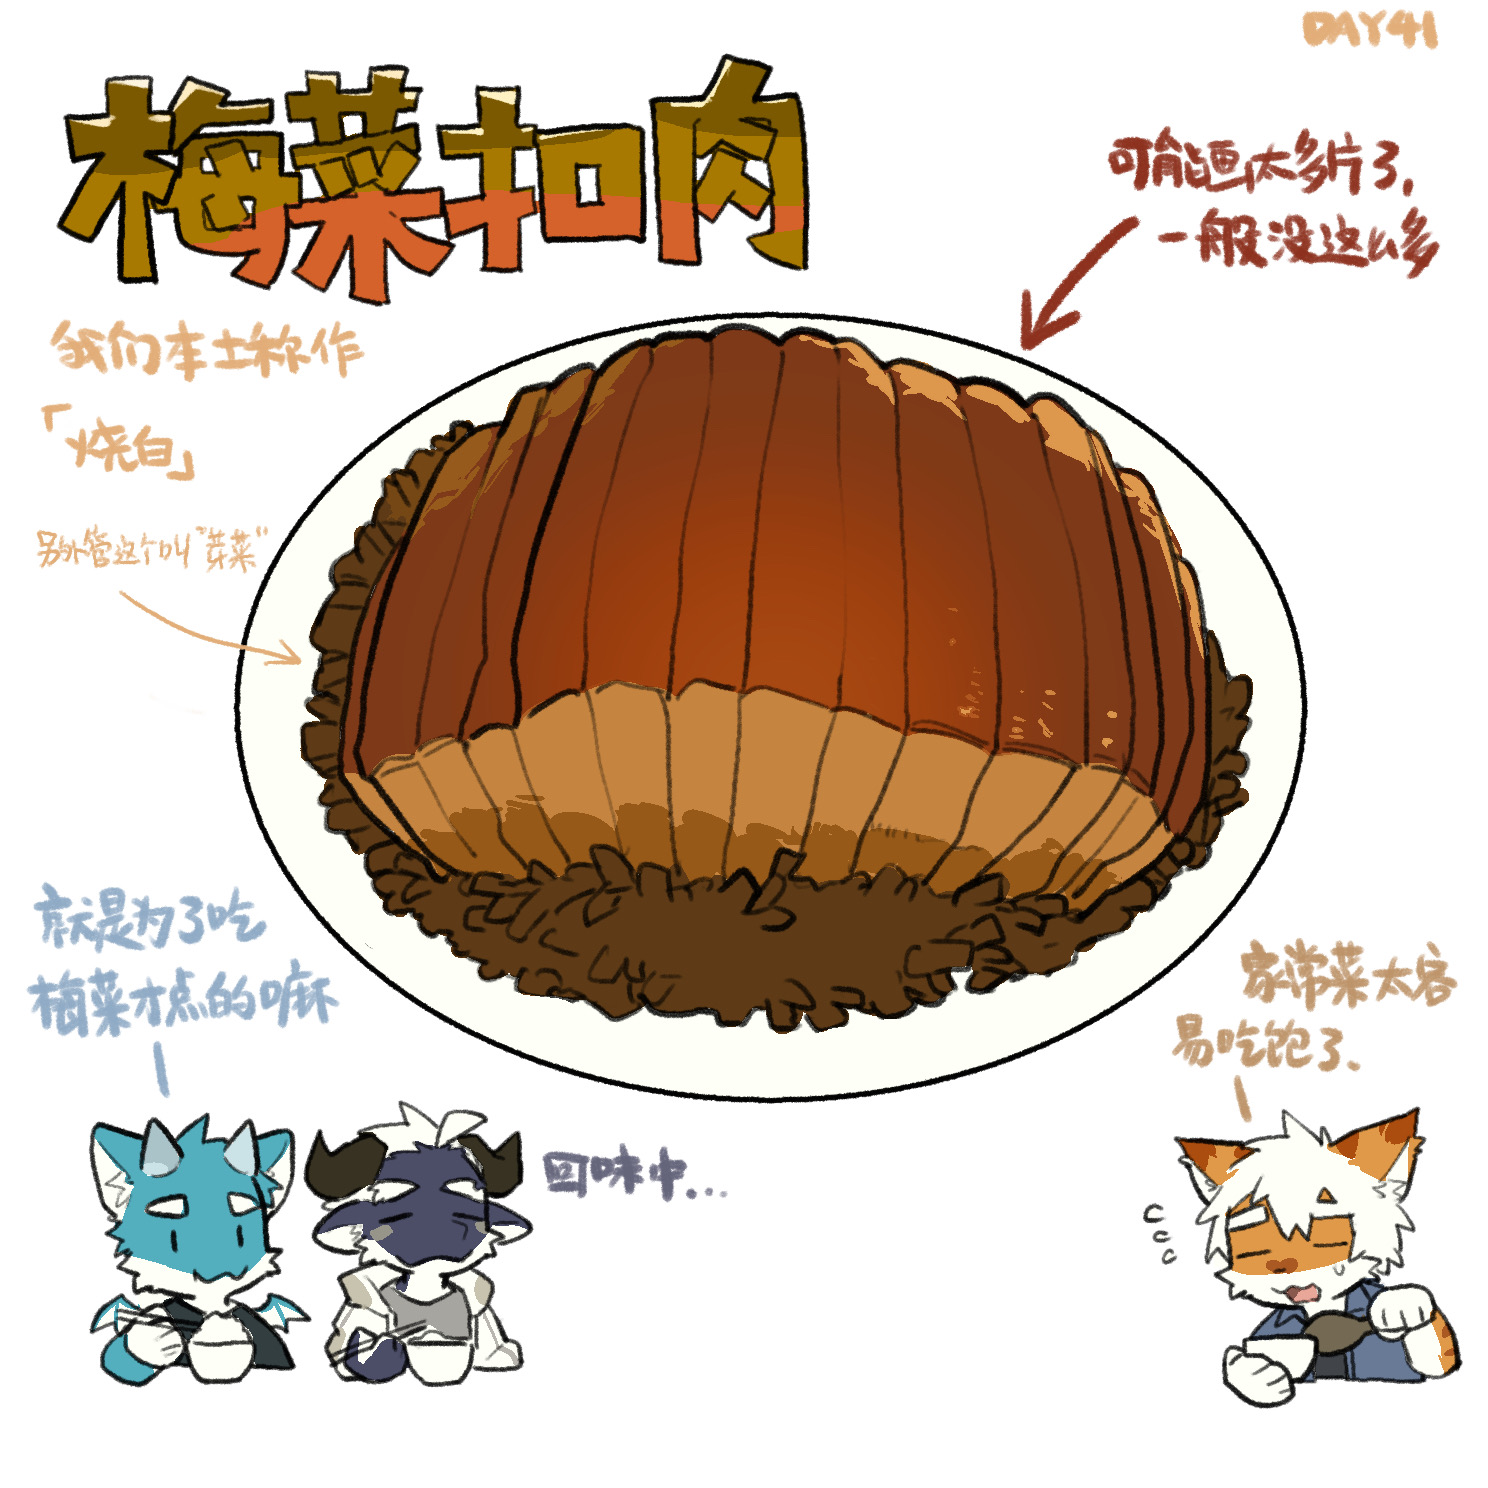 DAY41
梅菜扣肉
可能画太多片了，
一般没这么多
我们本土称作
「烧白」
另外管这个叫“芽菜”
就是为了吃
梅菜才点的嘛
回味中...
家常菜太容
易吃饱了、